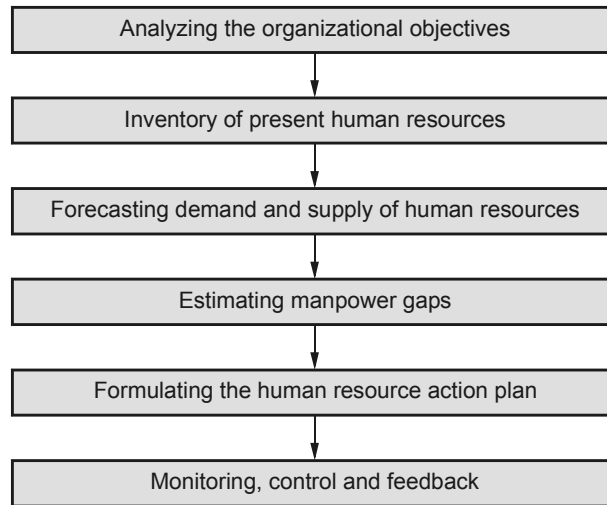 Analyzing the organizational objectives
Inventory of present human resources
Forecasting demand and supply of human resources
Estimating manpower gaps
Formulating the human resource action plan
Monitoring, control and feedback